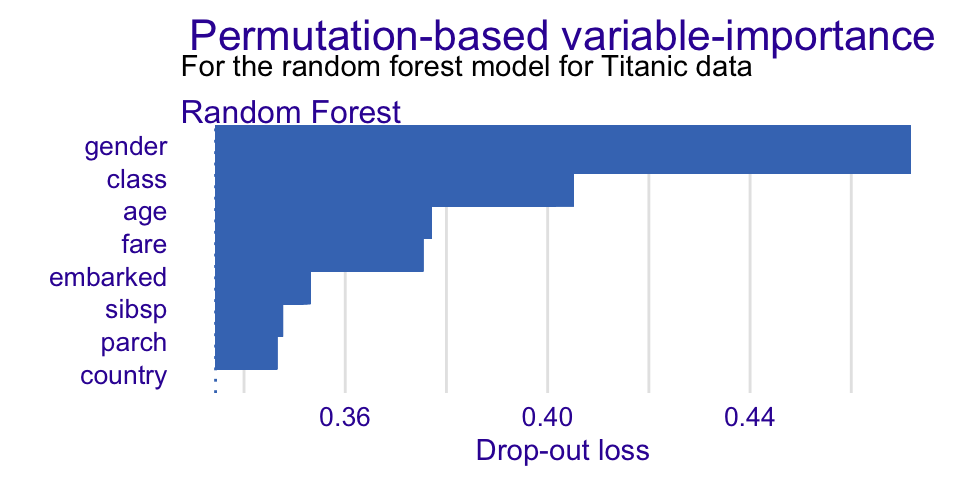 Permutation-based variable-importance
For the random forest model for Titanic data
Random Forest
gender
class
age
fare
embarked
sibsp
parch
country
0.36 0.40 0.44
Drop-out loss